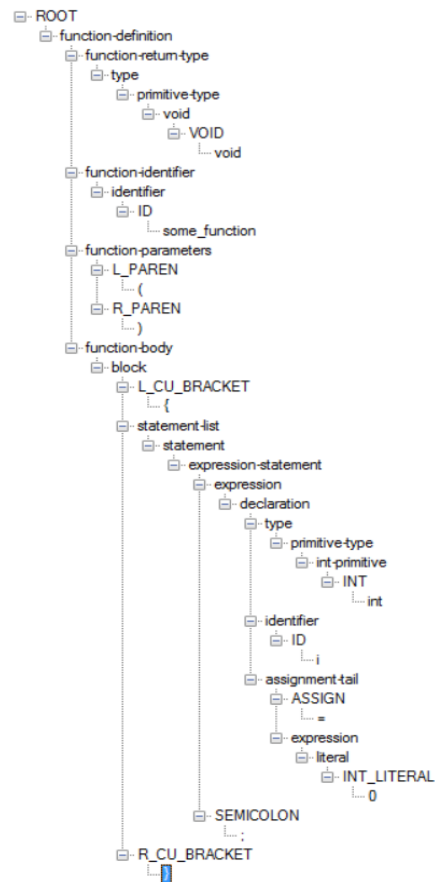 ROOT
function-definition
function-return-type
type
primitive-type
void
VOID
void
function-identifier
identifier
ID
some_function
function-parameters
L_PAREN
(
R_PAREN
)
function-body
block
L_CU_BRACKET
{
statement-list
statement
expression-statement
expression
declaration
type
primitive-type
int-primitive
INT
int
identifier
ID
i
assignment-tail
ASSIGN
=
expression
literal
INT_LITERAL
0
SEMICOLON
;
R_CU_BRACKET
}